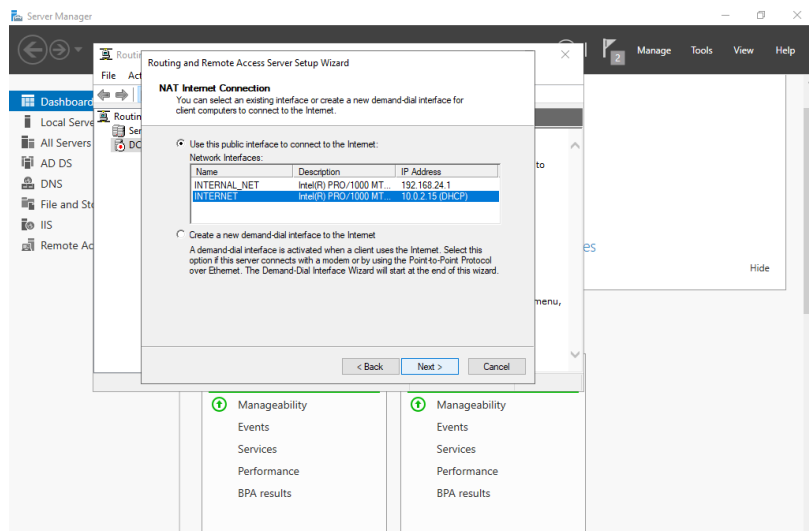 Server Manager
2
Manage
Tools
View
Help
Dashboard
Local Serve
All Servers
AD DS
DNS
File and Sto
IIS
Remote Ac
Routin
File Act
Routin
Ser
DC
Routing and Remote Access Server Setup Wizard
NAT Internet Connection
You can select an existing interface or create a new demand-dial interface for
client computers to connect to the Internet.
Use this public interface to connect to the Internet:
Network Interfaces:
Name Description IP Address
INTERNAL_NET Intel(R) PRO/1000 MT... 192.168.24.1
INTERNET Intel(R) PRO/1000 MT... 10.0.2.15 (DHCP)
Create a new demand-dial interface to the Internet
A demand-dial interface is activated when a client uses the Internet. Select this
option if this server connects with a modem or by using the Point-to-Point Protocol
over Ethernet. The Demand-Dial Interface Wizard will start at the end of this wizard.
< Back Next > Cancel
to
menu,
es
Hide
Manageability
Events
Services
Performance
BPA results
Manageability
Events
Services
Performance
BPA results